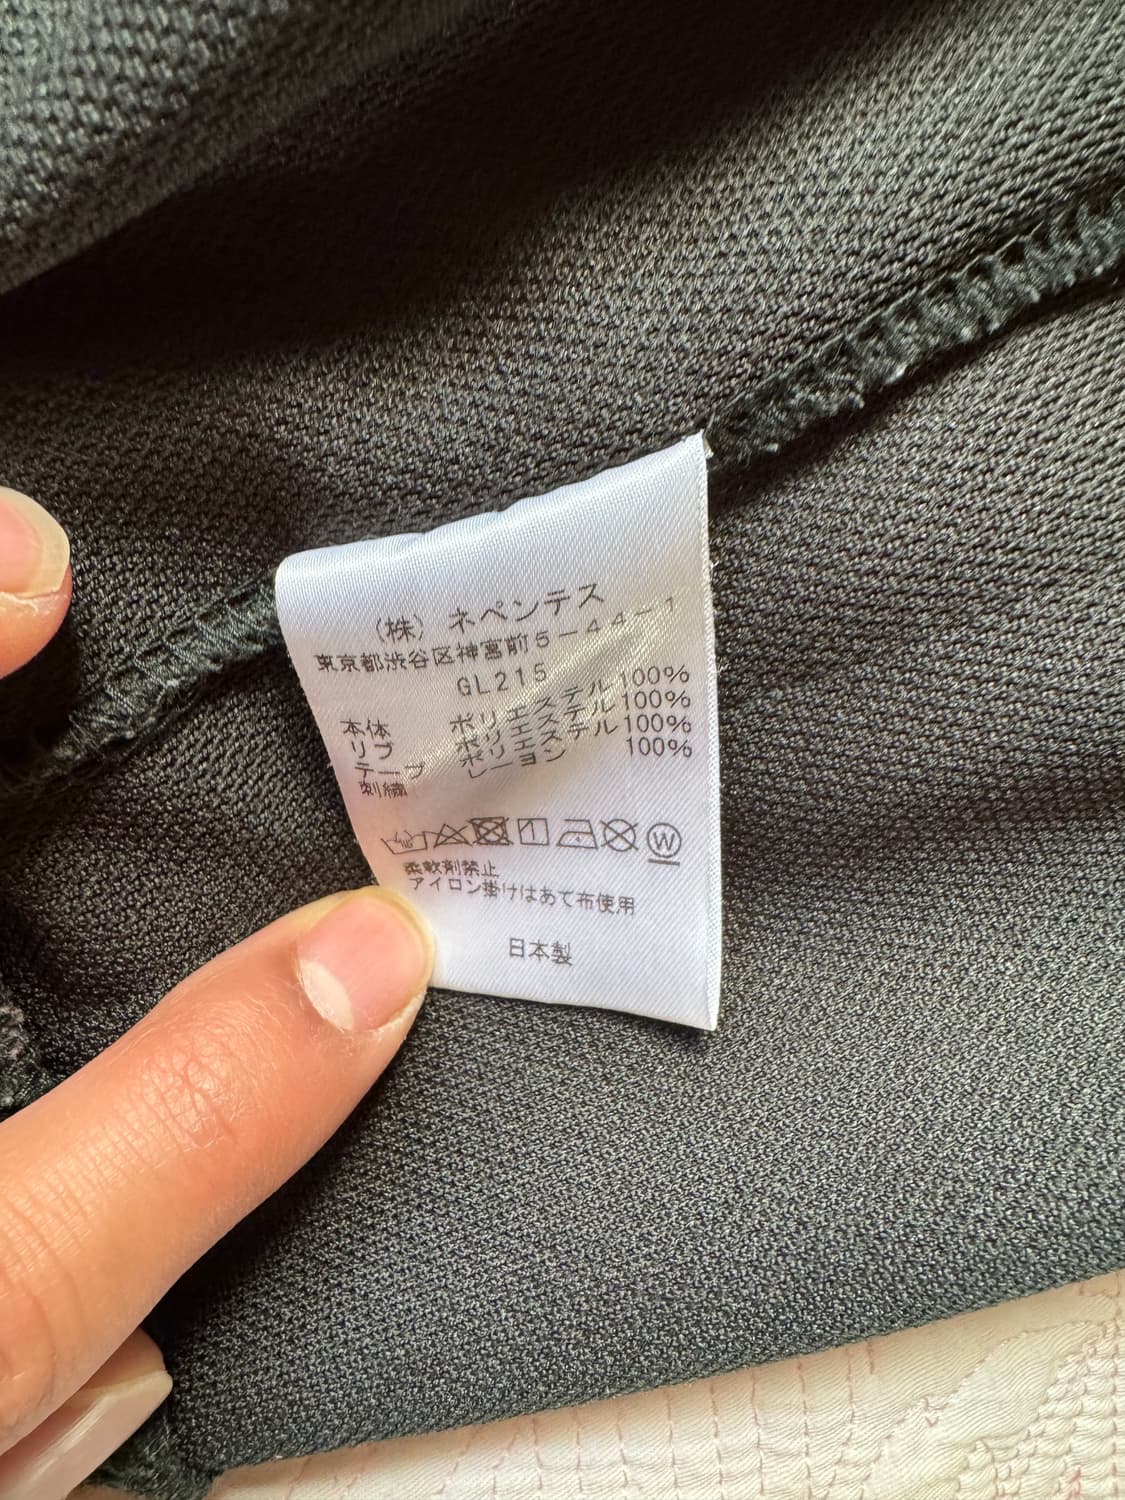 （株）ネペンテス
東京都渋谷区神宮前5－44－1
GL215
本体 ポリエステル100%
リブ ポリエステル100%
テープ ポリエステル100%
刺繍 レーヨン 100%
W
柔軟剤禁止
アイロン掛けはあて布使用
日本製